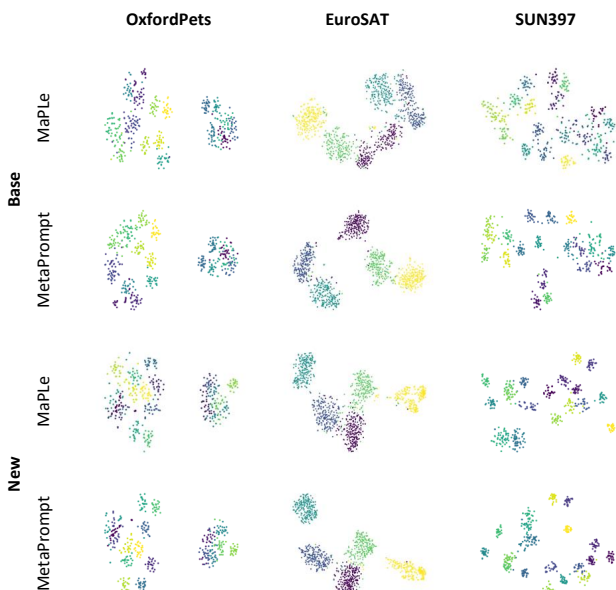 OxfordPets EuroSAT SUN397
Base
MaPLe
MetaPrompt
New
MaPLe
MetaPrompt